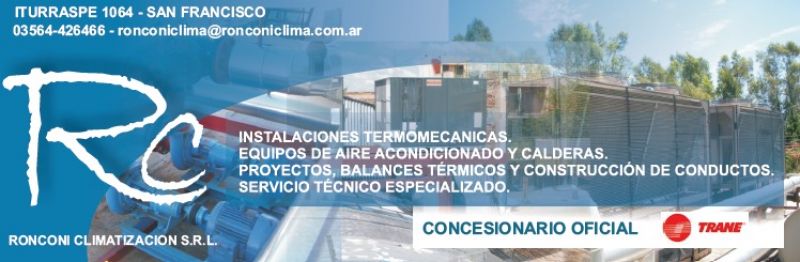 ITURRASPE 1064 - SAN FRANCISCO
03564-426466 - ronconiclima@ronconiclima.com.ar
Rc
INSTALACIONES TERMOMECANICAS.
EQUIPOS DE AIRE ACONDICIONADO Y CALDERAS.
PROYECTOS, BALANCES TÉRMICOS Y CONSTRUCCIÓN DE CONDUCTOS.
SERVICIO TÉCNICO ESPECIALIZADO.
CONCESIONARIO OFICIAL TRANE
RONCONI CLIMATIZACION S.R.L.